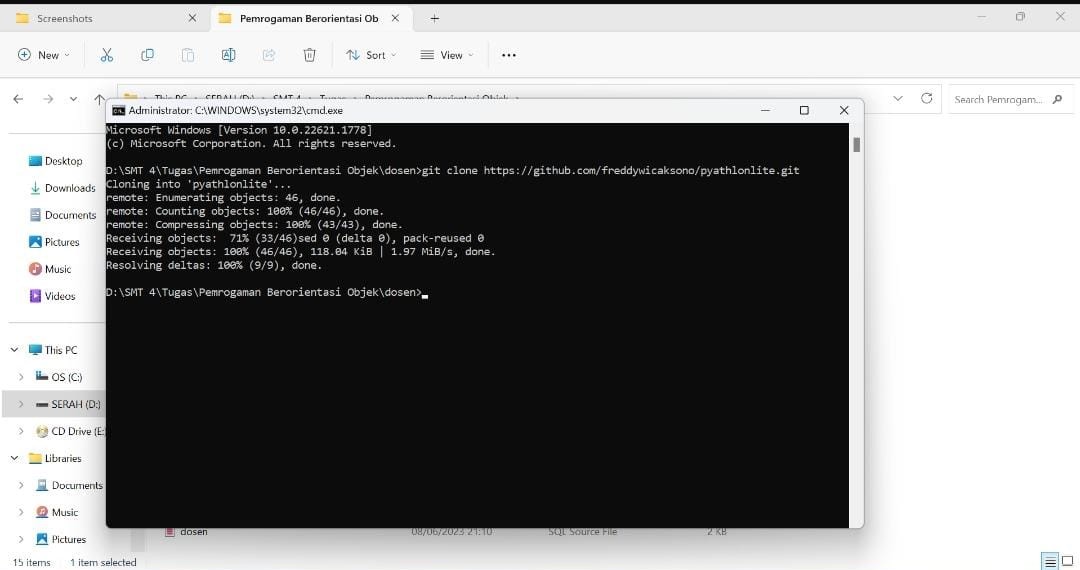 Screenshots
Pemrogaman Berorientasi Ob
New
Sort
View
This PC SERAH (D:) SMT 4 Tugas Pemrogaman Berorientasi Objek
Search Pemrogam...
Administrator: C:\WINDOWS\system32\cmd.exe
Microsoft Windows [Version 10.0.22621.1778]
(c) Microsoft Corporation. All rights reserved.
D:\SMT 4\Tugas\Pemrogaman Berorientasi Objek\dosen>git clone https://github.com/freddywicaksono/pyathlonlite.git
Cloning into 'pyathlonlite'...
remote: Enumerating objects: 46, done.
remote: Counting objects: 100% (46/46), done.
remote: Compressing objects: 100% (43/43), done.
Receiving objects:  71% (33/46)sed 0 (delta 0), pack-reused 0
Receiving objects: 100% (46/46), 118.04 KiB | 1.97 MiB/s, done.
Resolving deltas: 100% (9/9), done.
D:\SMT 4\Tugas\Pemrogaman Berorientasi Objek\dosen>
Desktop
Downloads
Documents
Pictures
Music
Videos
This PC
OS (C:)
SERAH (D:)
CD Drive (E:
Libraries
Documents
Music
Pictures
dosen 08/06/2023 21:10 SQL Source File 2 KB
15 items 1 item selected